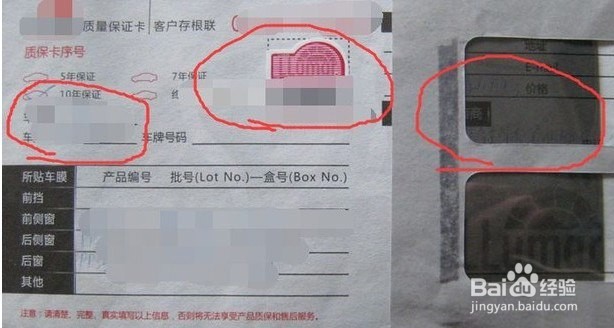 质量保证卡 客户存根联
质保卡序号
5年保证 7年保证
10年保证
车牌号码
所贴车膜 产品编号 批号(Lot No.)—盒号(Box No.)
前挡
前侧窗
后侧窗
后窗
其他
注意:请清楚、完整、真实填写以上信息,否则将无法享受产品质保和售后服务。
地址
价格
Bai 经验
jingyan.baidu.com